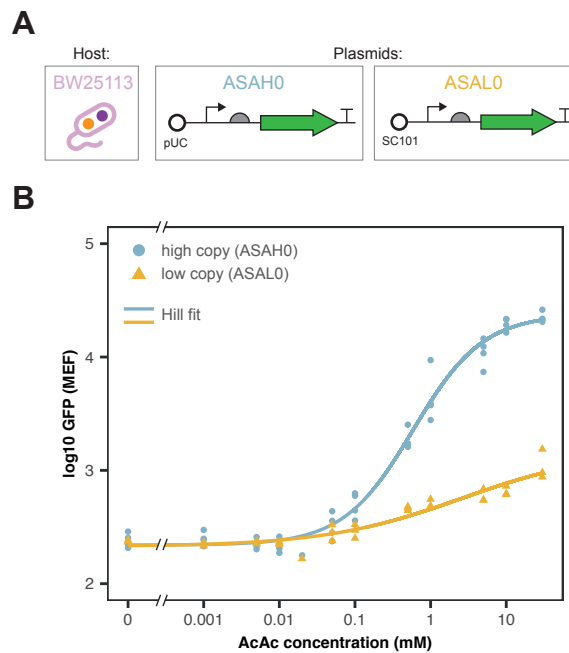 A
Host:
Plasmids:
BW25113
ASAH0
ASAL0
pUC
SC101
B
high copy (ASAH0)
low copy (ASAL0)
Hill fit
5
4
3
2
log10 GFP (MEF)
0
0.001
0.01
0.1
1
10
AcAc concentration (mM)